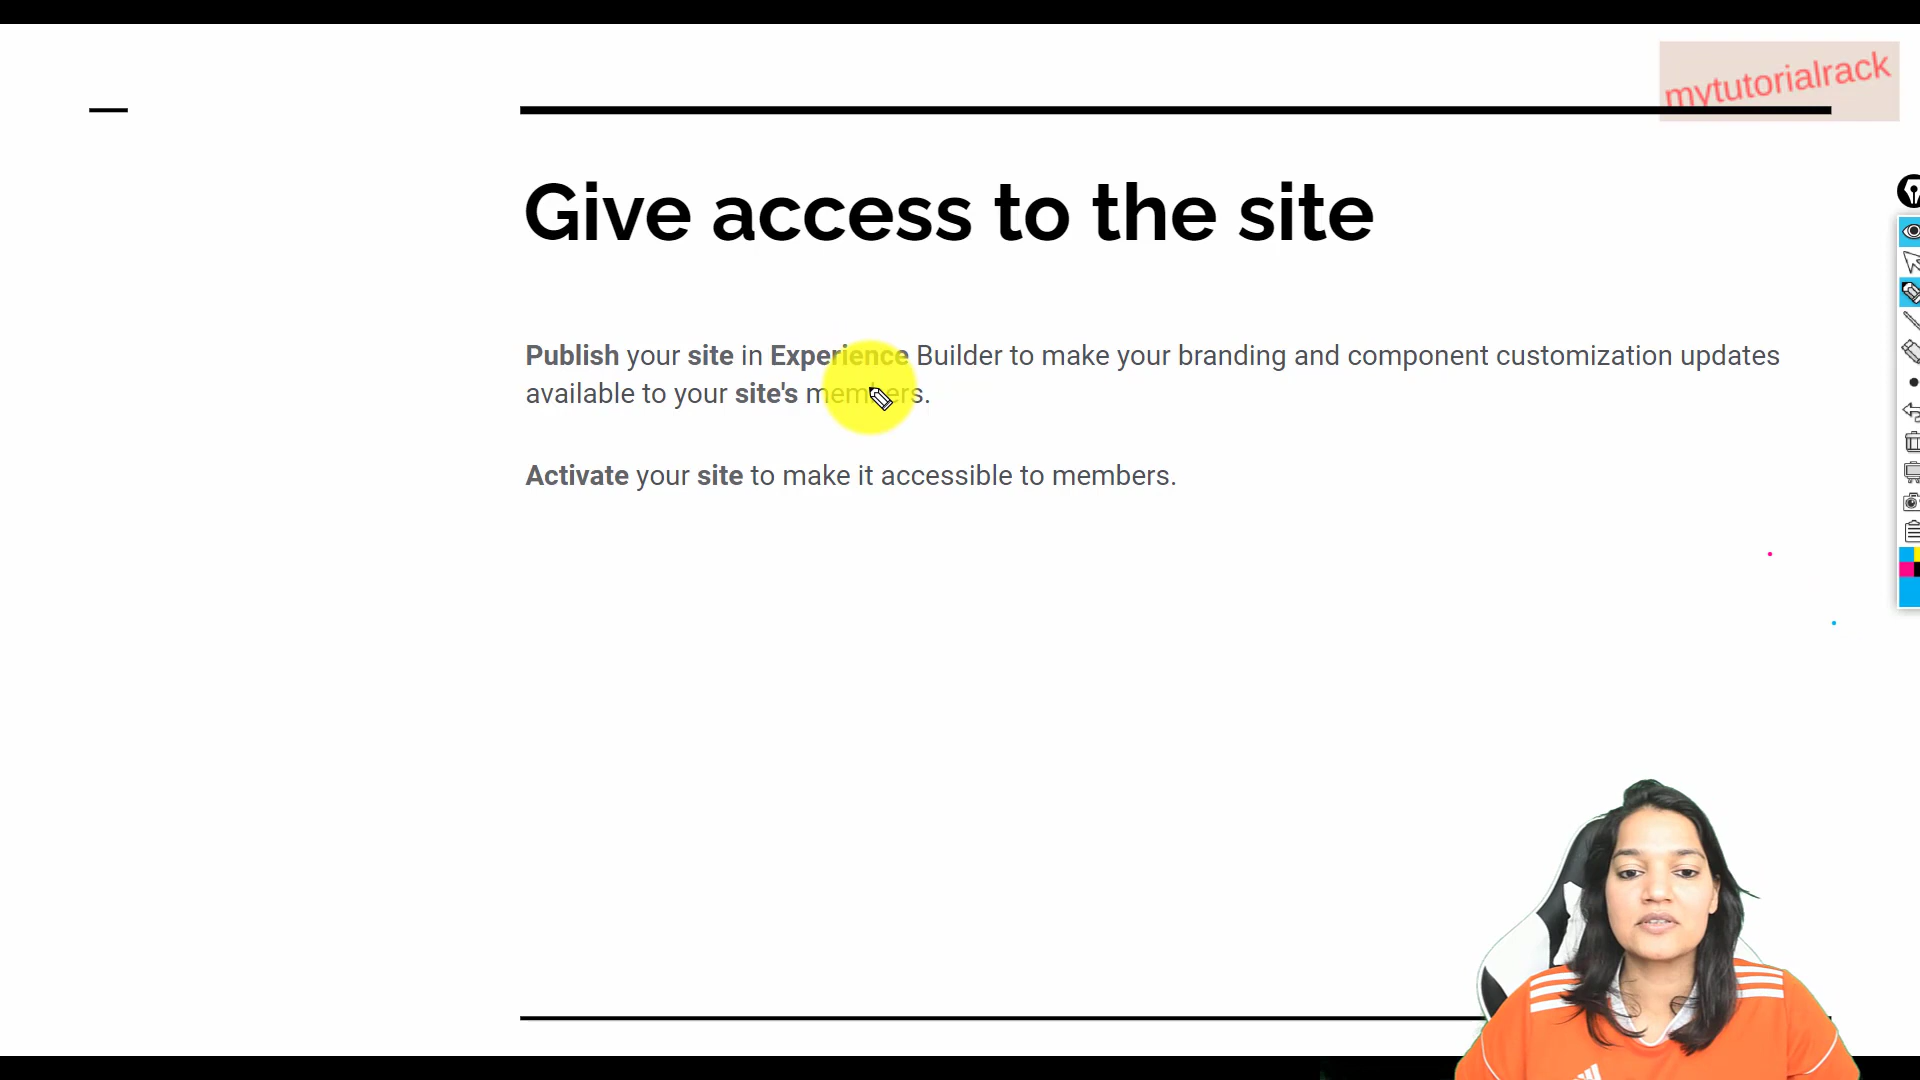 mytutorialrack
Give access to the site
Publish your site in Experience Builder to make your branding and component customization updates
available to your site's members.
Activate your site to make it accessible to members.